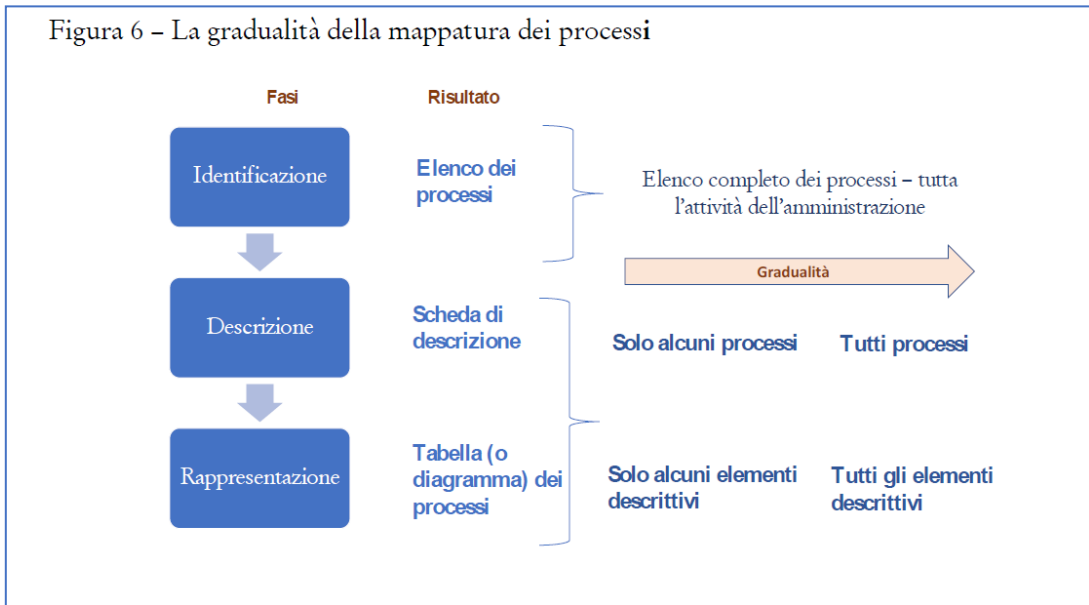 Figura 6 – La gradualità della mappatura dei processi
Fasi
Risultato
Identificazione
Elenco dei
processi
Elenco completo dei processi – tutta
l’attività dell’amministrazione
Gradualità
Descrizione
Scheda di
descrizione
Solo alcuni processi
Tutti processi
Rappresentazione
Tabella (o
diagramma) dei
processi
Solo alcuni elementi
descrittivi
Tutti gli elementi
descrittivi